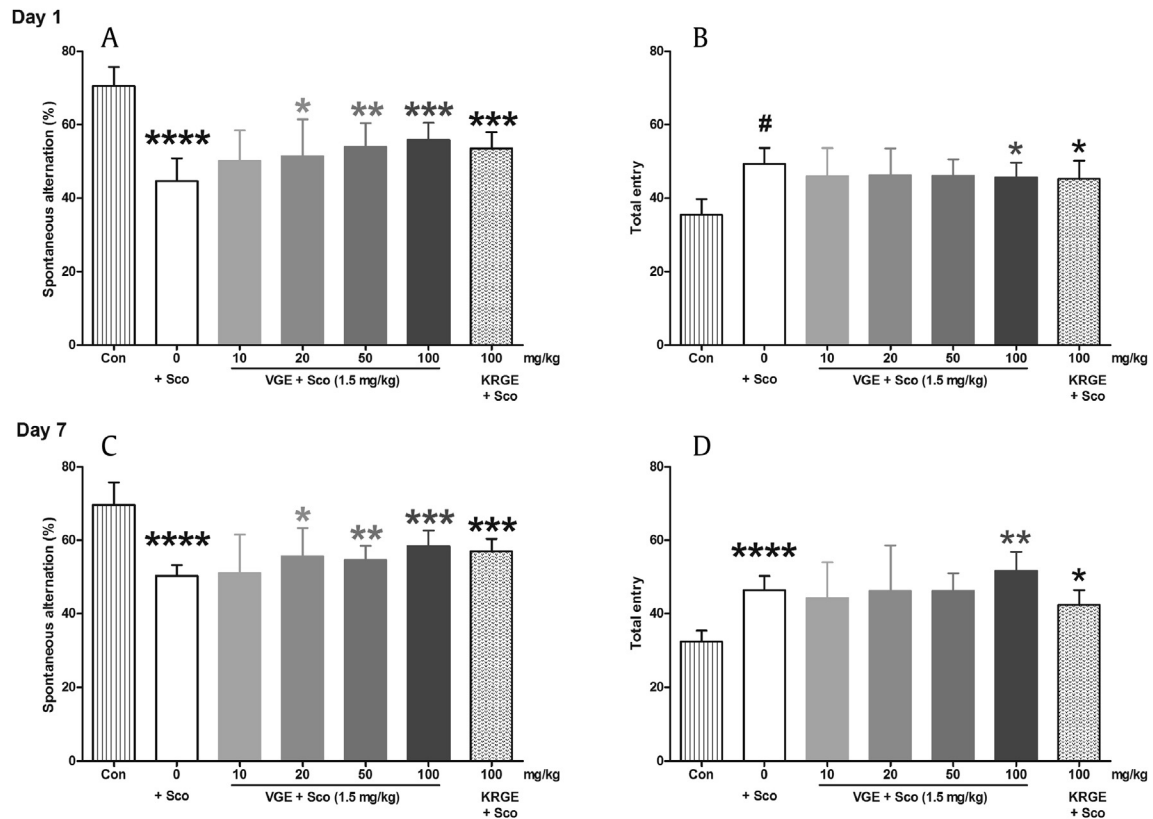 Day 1
A
Spontaneous alternation (%)
80
60
40
20
0
****
*
**
***
***
Con 0 10 20 50 100 100 mg/kg
+ Sco VGE + Sco (1.5 mg/kg) KRGE
+ Sco
B
Total entry
80
60
40
20
0
#
*
*
Con 0 10 20 50 100 100 mg/kg
+ Sco VGE + Sco (1.5 mg/kg) KRGE
+ Sco
Day 7
C
Spontaneous alternation (%)
80
60
40
20
0
****
*
**
***
***
Con 0 10 20 50 100 100 mg/kg
+ Sco VGE + Sco (1.5 mg/kg) KRGE
+ Sco
D
Total entry
80
60
40
20
0
****
**
*
Con 0 10 20 50 100 100 mg/kg
+ Sco VGE + Sco (1.5 mg/kg) KRGE
+ Sco